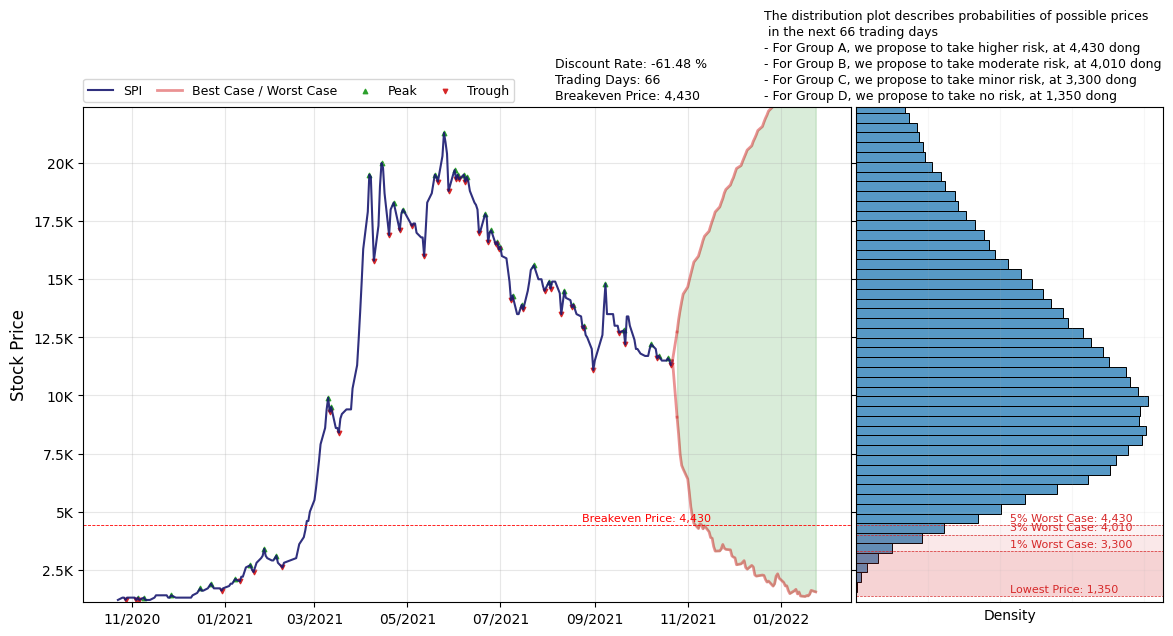 The distribution plot describes probabilities of possible prices
in the next 66 trading days
- For Group A, we propose to take higher risk, at 4,430 dong
- For Group B, we propose to take moderate risk, at 4,010 dong
- For Group C, we propose to take minor risk, at 3,300 dong
- For Group D, we propose to take no risk, at 1,350 dong
Discount Rate: -61.48 %
Trading Days: 66
Breakeven Price: 4,430
SPI Best Case / Worst Case Peak Trough
Stock Price
20K
17.5K
15K
12.5K
10K
7.5K
5K
2.5K
Breakeven Price: 4,430
5% Worst Case: 4,430
3% Worst Case: 4,010
1% Worst Case: 3,300
Lowest Price: 1,350
11/2020 01/2021 03/2021 05/2021 07/2021 09/2021 11/2021 01/2022
Density